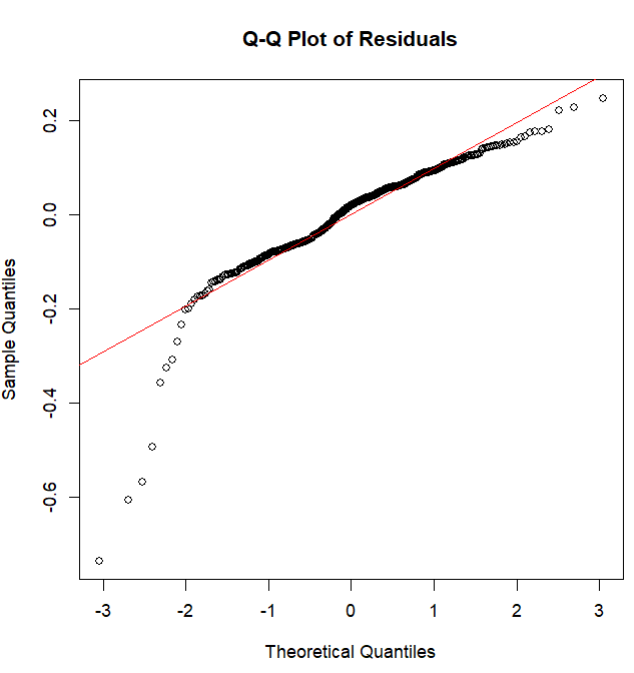 Q-Q Plot of Residuals
Sample Quantiles
0.2
0.0
-0.2
-0.4
-0.6
-3 -2 -1 0 1 2 3
Theoretical Quantiles